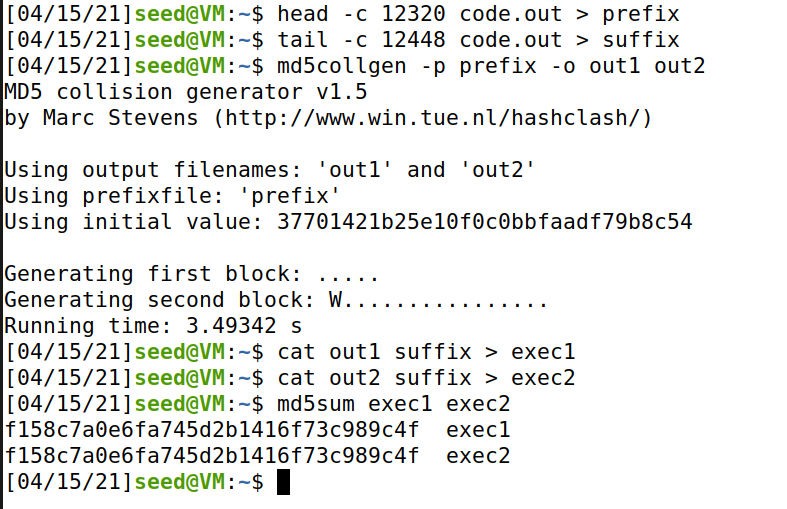 [04/15/21]seed@VM:~$ head -c 12320 code.out > prefix
[04/15/21]seed@VM:~$ tail -c 12448 code.out > suffix
[04/15/21]seed@VM:~$ md5collgen -p prefix -o out1 out2
MD5 collision generator v1.5
by Marc Stevens (http://www.win.tue.nl/hashclash/)

Using output filenames: 'out1' and 'out2'
Using prefixfile: 'prefix'
Using initial value: 37701421b25e10f0c0bbfaadf79b8c54

Generating first block: .....
Generating second block: W................
Running time: 3.49342 s
[04/15/21]seed@VM:~$ cat out1 suffix > exec1
[04/15/21]seed@VM:~$ cat out2 suffix > exec2
[04/15/21]seed@VM:~$ md5sum exec1 exec2
f158c7a0e6fa745d2b1416f73c989c4f  exec1
f158c7a0e6fa745d2b1416f73c989c4f  exec2
[04/15/21]seed@VM:~$